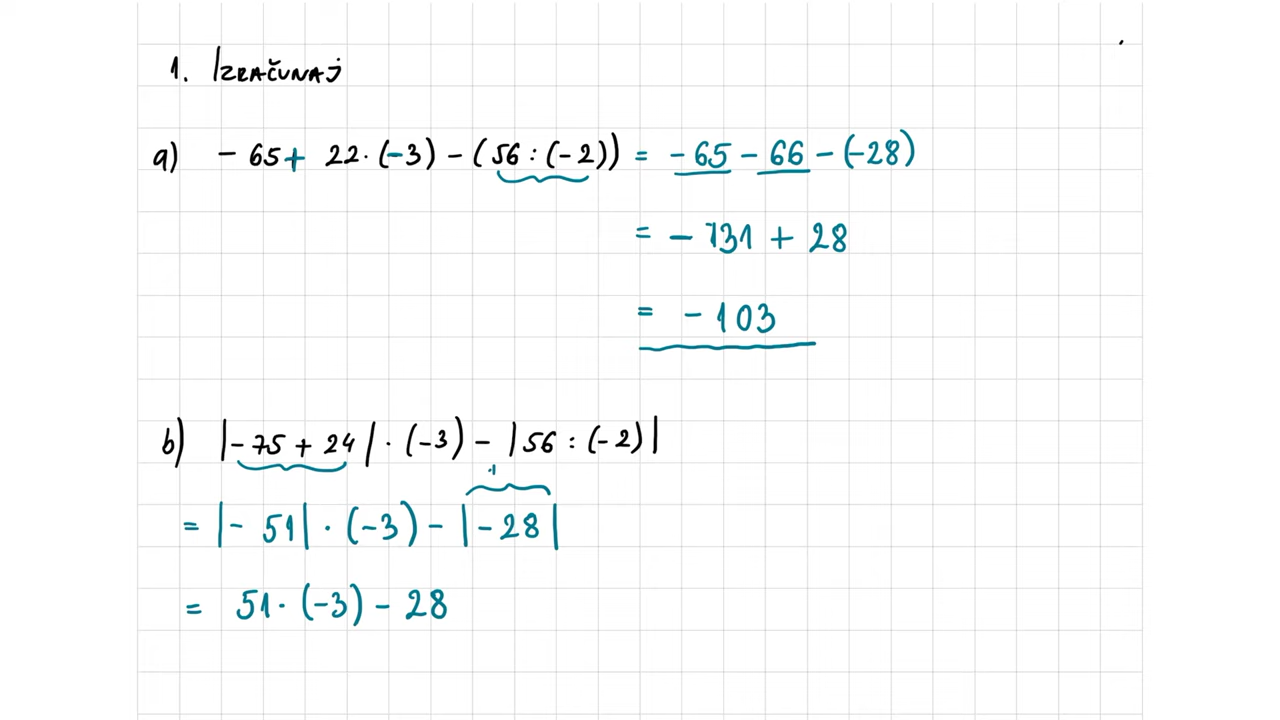 1. IZRAČUNAJ
a) - 65 + 22 · (-3) - (56 : (-2)) = - 65 - 66 - (-28)
= - 131 + 28
= - 103
b) |- 75 + 24| · (-3) - |56 : (-2)|
= |- 51| · (-3) - |- 28|
= 51 · (-3) - 28